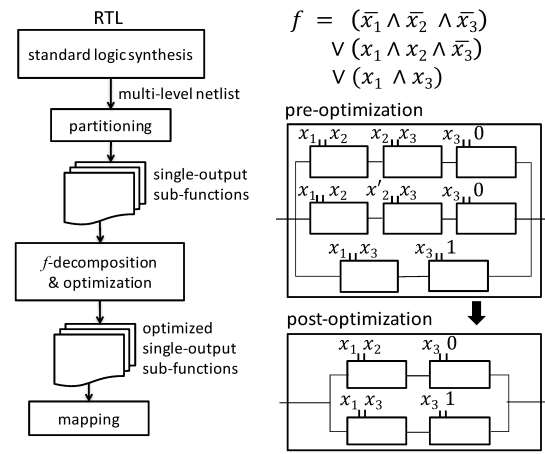 RTL
standard logic synthesis
multi-level netlist
partitioning
single-output
sub-functions
f-decomposition
& optimization
optimized
single-output
sub-functions
mapping
f = (x̅₁ ∧ x̅₂ ∧ x̅₃)
∨ (x₁ ∧ x₂ ∧ x̅₃)
∨ (x₁ ∧ x₃)
pre-optimization
x₁ x₂ x₂ x₃ x₃ 0
x₁ x₂ x'₂ x₃ x₃ 0
x₁ x₃ x₃ 1
post-optimization
x₁ x₂ x₃ 0
x₁ x₃ x₃ 1